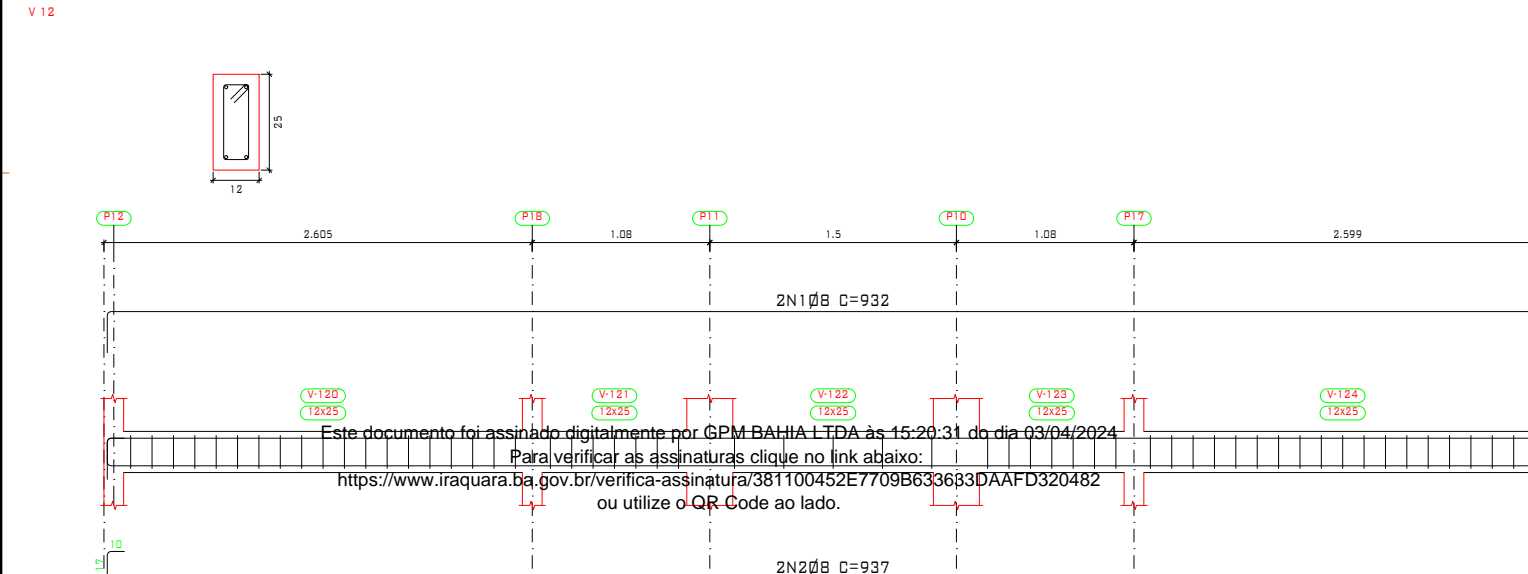 V 12
25
12
P12
P18
P11
P10
P17
2.605
1.08
1.5
1.08
2.599
2N1Ø8 C=932
V-120
V-121
V-122
V-123
V-124
12x25
12x25
12x25
12x25
12x25
Este documento foi assinado digitalmente por GPM BAHIA LTDA às 15:20:31 do dia 03/04/2024
Para verificar as assinaturas clique no link abaixo:
https://www.iraquara.ba.gov.br/verifica-assinatura/381100452E7709B633633DAAFD320482
ou utilize o QR Code ao lado.
10
17
2N2Ø8 C=937